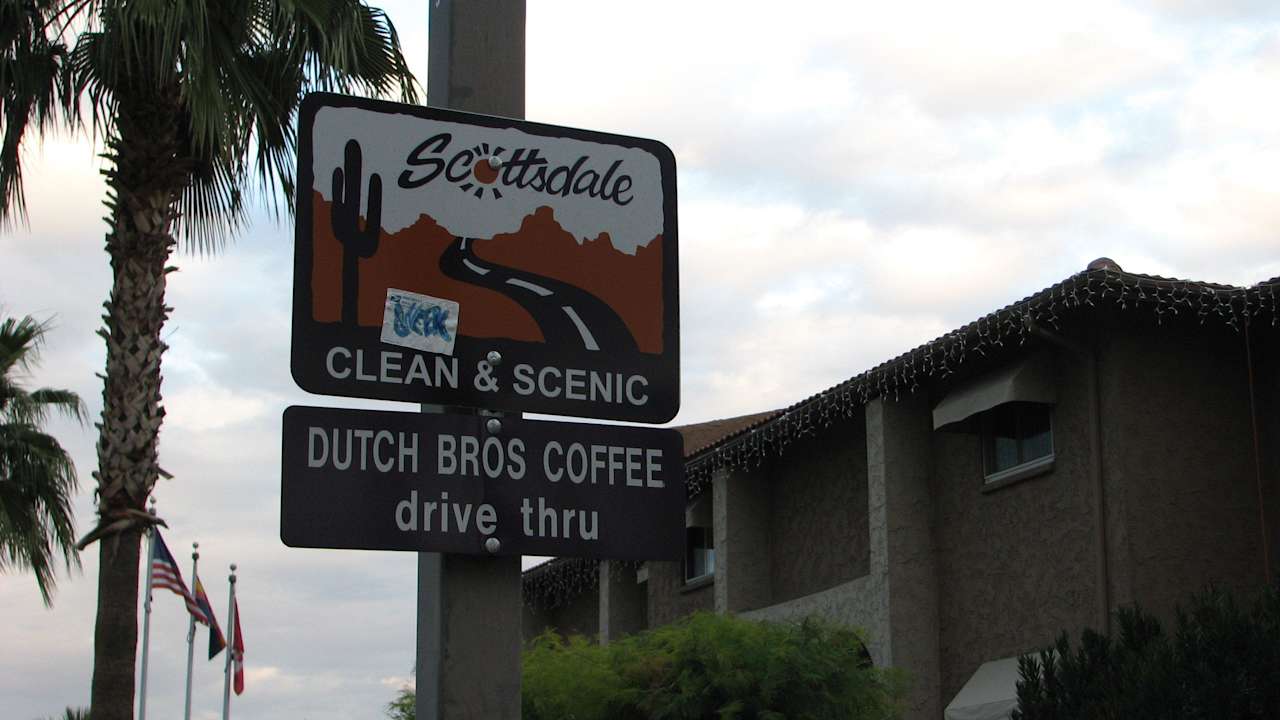 Scottsdale
CLEAN & SCENIC
DUTCH BROS COFFEE
drive thru